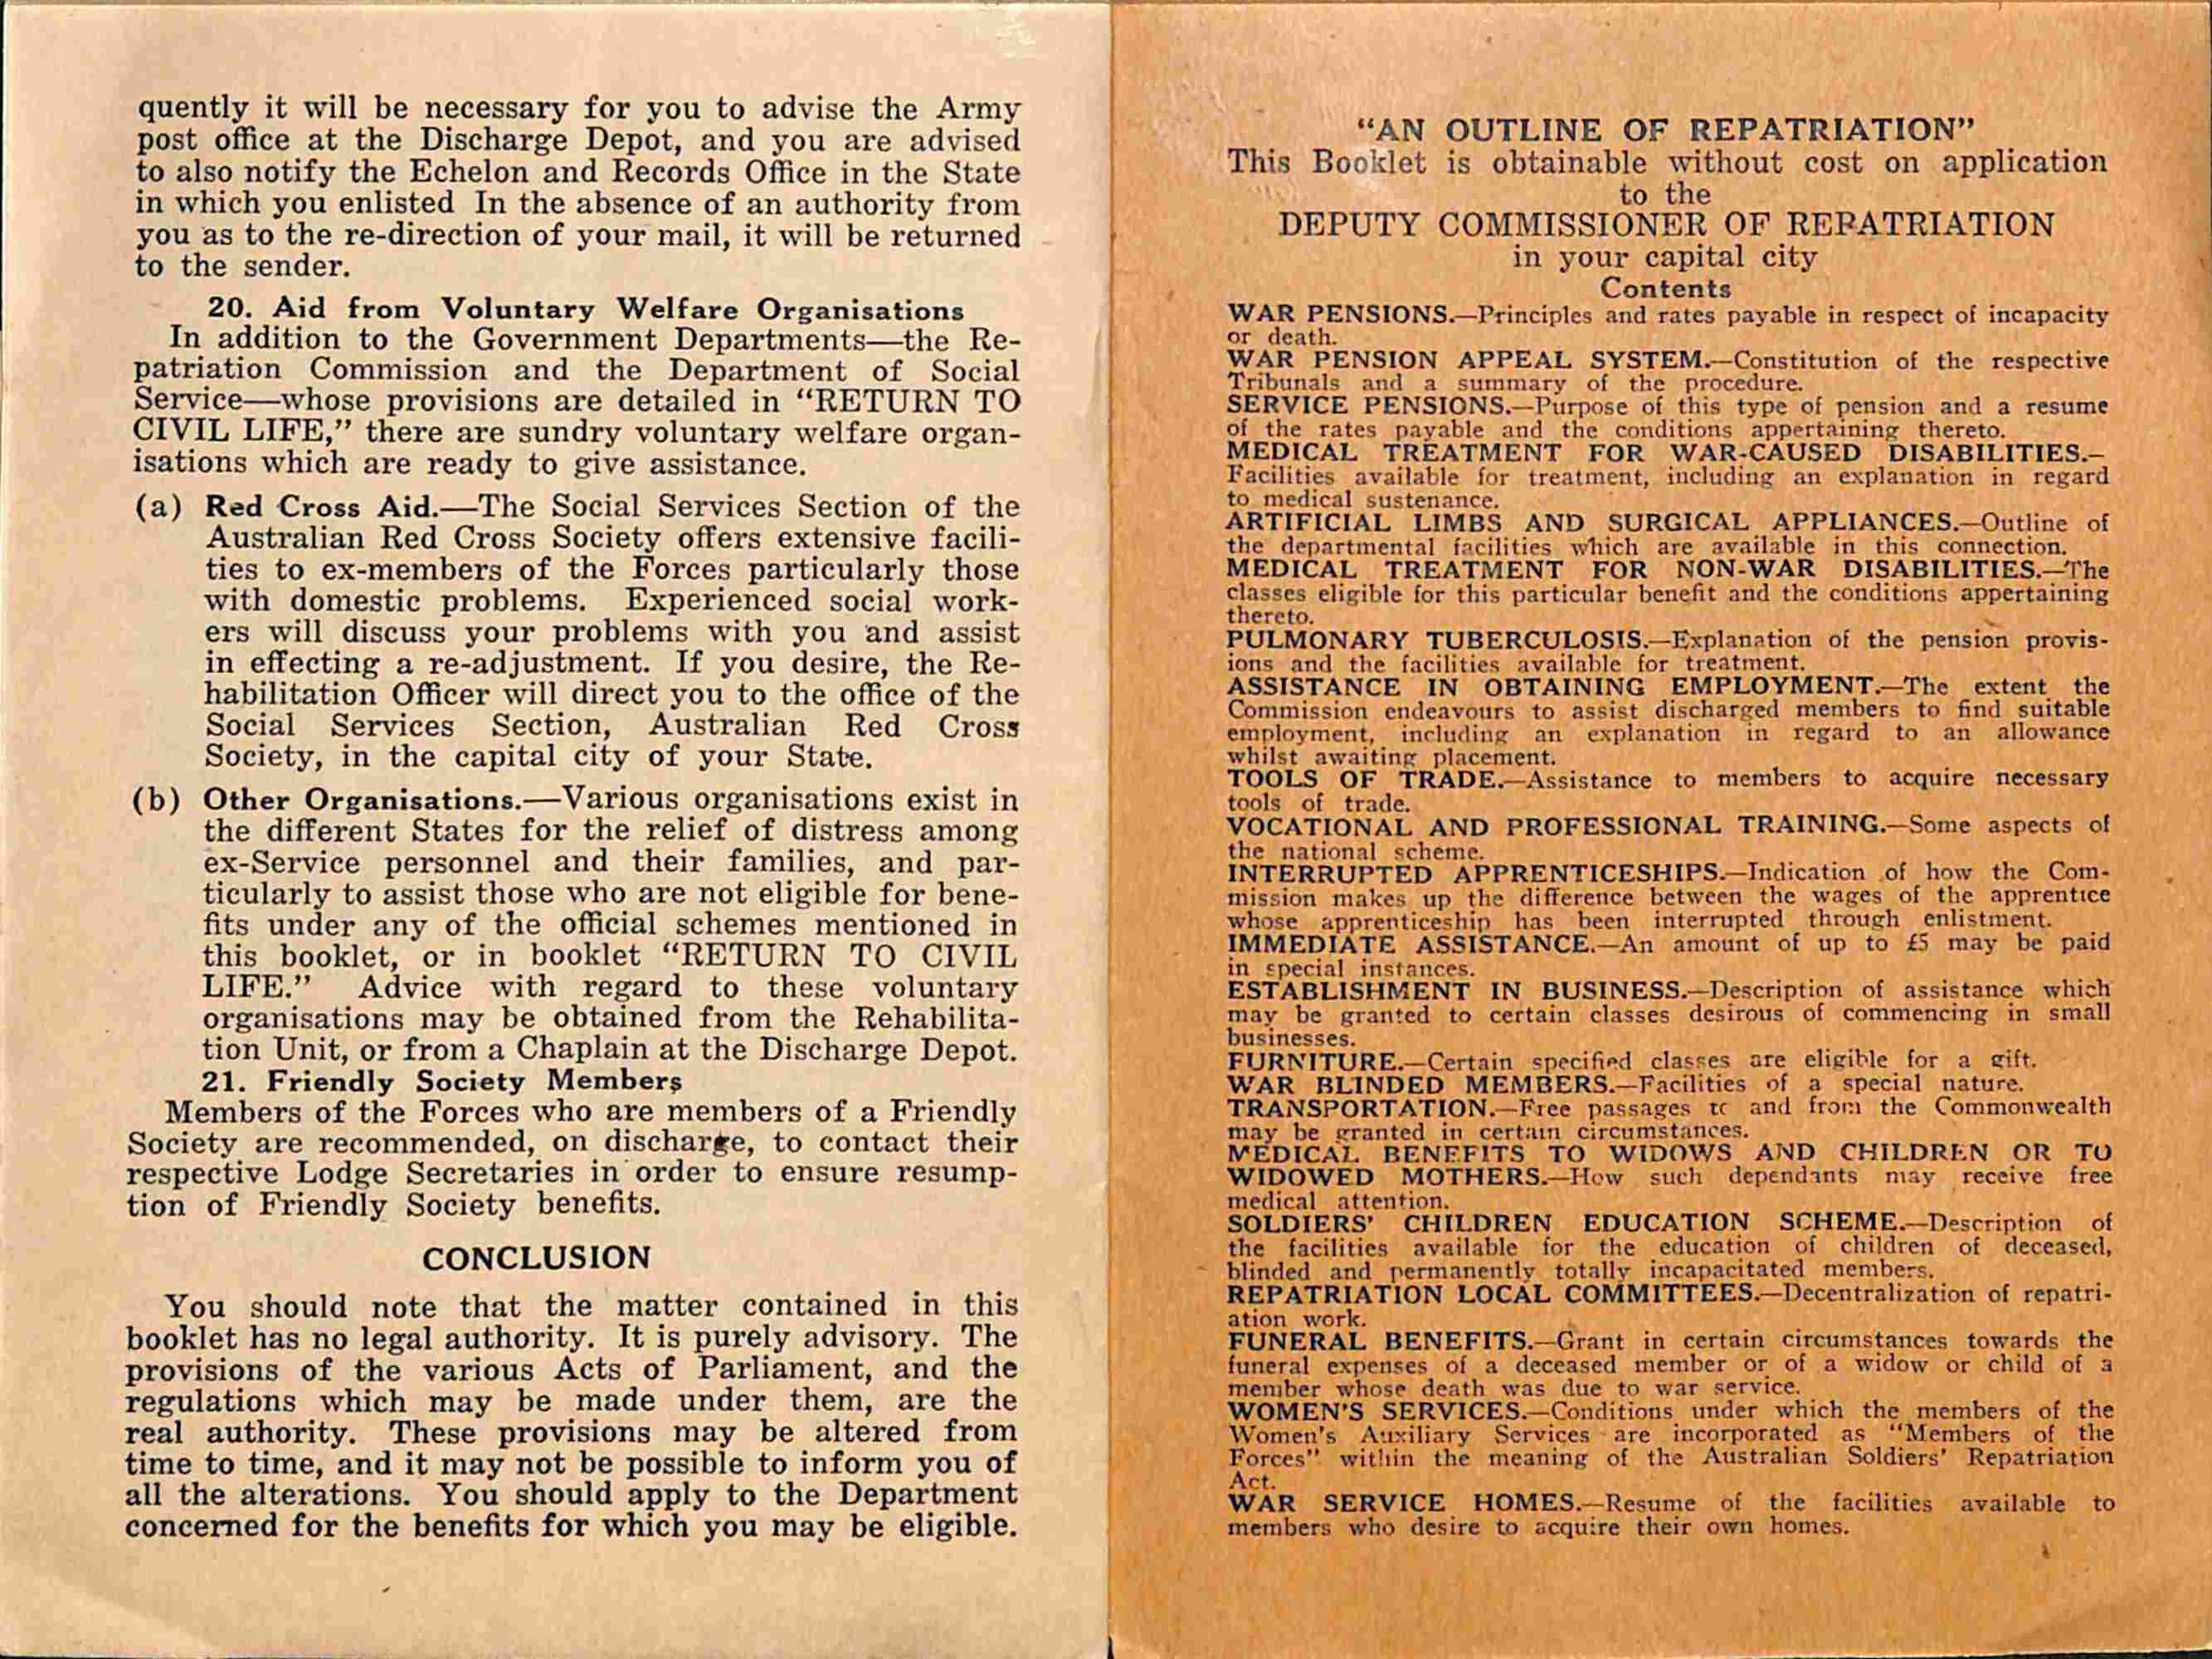 quently it will be necessary for you to advise the Army
post office at the Discharge Depot, and you are advised
to also notify the Echelon and Records Office in the State
in which you enlisted In the absence of an authority from
you as to the re-direction of your mail, it will be returned
to the sender.
20. Aid from Voluntary Welfare Organisations
In addition to the Government Departments—the Re-
patriation Commission and the Department of Social
Service—whose provisions are detailed in “RETURN TO
CIVIL LIFE,” there are sundry voluntary welfare organ-
isations which are ready to give assistance.
(a) Red Cross Aid.—The Social Services Section of the
Australian Red Cross Society offers extensive facili-
ties to ex-members of the Forces particularly those
with domestic problems. Experienced social work-
ers will discuss your problems with you and assist
in effecting a re-adjustment. If you desire, the Re-
habilitation Officer will direct you to the office of the
Social Services Section, Australian Red Cross
Society, in the capital city of your State.
(b) Other Organisations.—Various organisations exist in
the different States for the relief of distress among
ex-Service personnel and their families, and par-
ticularly to assist those who are not eligible for bene-
fits under any of the official schemes mentioned in
this booklet, or in booklet “RETURN TO CIVIL
LIFE.” Advice with regard to these voluntary
organisations may be obtained from the Rehabilita-
tion Unit, or from a Chaplain at the Discharge Depot.
21. Friendly Society Members
Members of the Forces who are members of a Friendly
Society are recommended, on discharge, to contact their
respective Lodge Secretaries in order to ensure resump-
tion of Friendly Society benefits.
CONCLUSION
You should note that the matter contained in this
booklet has no legal authority. It is purely advisory. The
provisions of the various Acts of Parliament, and the
regulations which may be made under them, are the
real authority. These provisions may be altered from
time to time, and it may not be possible to inform you of
all the alterations. You should apply to the Department
concerned for the benefits for which you may be eligible.
“AN OUTLINE OF REPATRIATION”
This Booklet is obtainable without cost on application
to the
DEPUTY COMMISSIONER OF REPATRIATION
in your capital city
Contents
WAR PENSIONS.—Principles and rates payable in respect of incapacity
or death.
WAR PENSION APPEAL SYSTEM.—Constitution of the respective
Tribunals and a summary of the procedure.
SERVICE PENSIONS.—Purpose of this type of pension and a resume
of the rates payable and the conditions appertaining thereto.
MEDICAL TREATMENT FOR WAR-CAUSED DISABILITIES.—
Facilities available for treatment, including an explanation in regard
to medical sustenance.
ARTIFICIAL LIMBS AND SURGICAL APPLIANCES.—Outline of
the departmental facilities which are available in this connection.
MEDICAL TREATMENT FOR NON-WAR DISABILITIES.—The
classes eligible for this particular benefit and the conditions appertaining
thereto.
PULMONARY TUBERCULOSIS.—Explanation of the pension provis-
ions and the facilities available for treatment.
ASSISTANCE IN OBTAINING EMPLOYMENT.—The extent the
Commission endeavours to assist discharged members to find suitable
employment, including an explanation in regard to an allowance
whilst awaiting placement.
TOOLS OF TRADE.—Assistance to members to acquire necessary
tools of trade.
VOCATIONAL AND PROFESSIONAL TRAINING.—Some aspects of
the national scheme.
INTERRUPTED APPRENTICESHIPS.—Indication of how the Com-
mission makes up the difference between the wages of the apprentice
whose apprenticeship has been interrupted through enlistment.
IMMEDIATE ASSISTANCE.—An amount of up to £5 may be paid
in special instances.
ESTABLISHMENT IN BUSINESS.—Description of assistance which
may be granted to certain classes desirous of commencing in small
businesses.
FURNITURE.—Certain specified classes are eligible for a gift.
WAR BLINDED MEMBERS.—Facilities of a special nature.
TRANSPORTATION.—Free passages to and from the Commonwealth
may be granted in certain circumstances.
MEDICAL BENEFITS TO WIDOWS AND CHILDREN OR TO
WIDOWED MOTHERS.—How such dependants may receive free
medical attention.
SOLDIERS’ CHILDREN EDUCATION SCHEME.—Description of
the facilities available for the education of children of deceased,
blinded and permanently totally incapacitated members.
REPATRIATION LOCAL COMMITTEES.—Decentralization of repatri-
ation work.
FUNERAL BENEFITS.—Grant in certain circumstances towards the
funeral expenses of a deceased member or of a widow or child of a
member whose death was due to war service.
WOMEN’S SERVICES.—Conditions under which the members of the
Women’s Auxiliary Services are incorporated as “Members of the
Forces” within the meaning of the Australian Soldiers’ Repatriation
Act.
WAR SERVICE HOMES.—Resume of the facilities available to
members who desire to acquire their own homes.